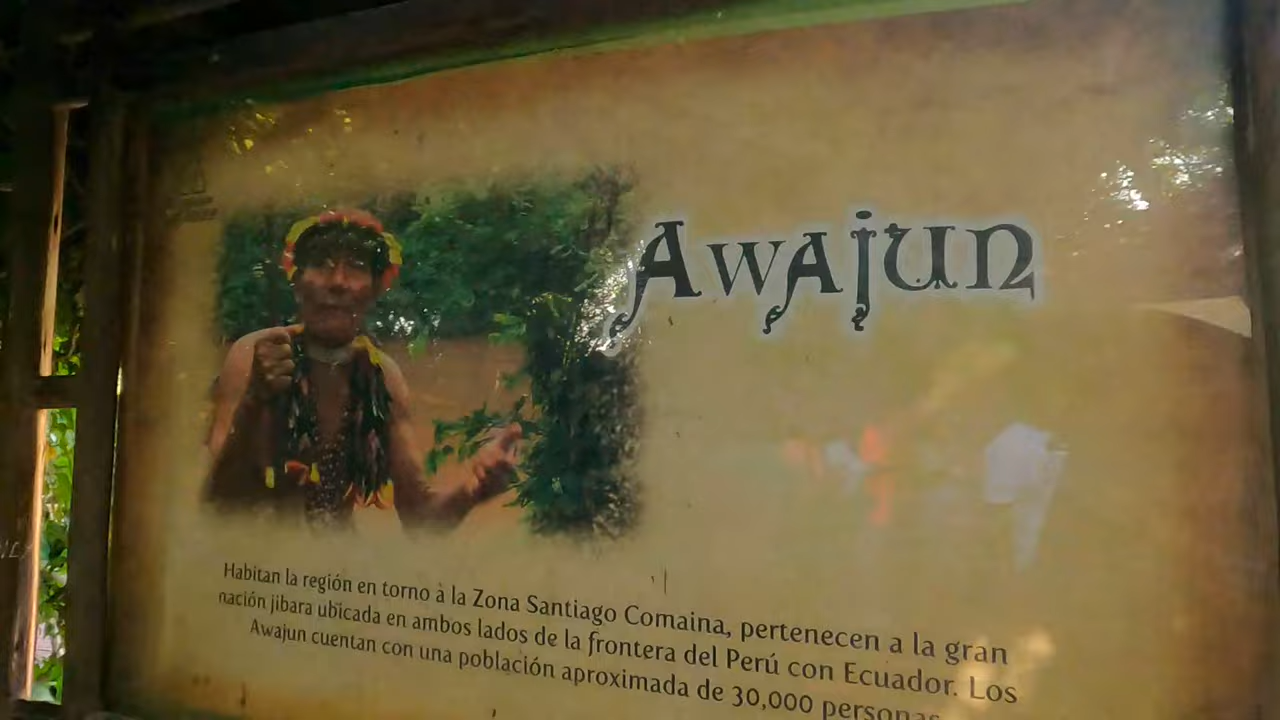 Awajun
Habitan la región en torno à la Zona Santiago Comaina, pertenecen a la gran
nación jibara ubicada en ambos lados de la frontera del Perú con Ecuador. Los
Awajun cuentan con una población aproximada de 30,000 personas